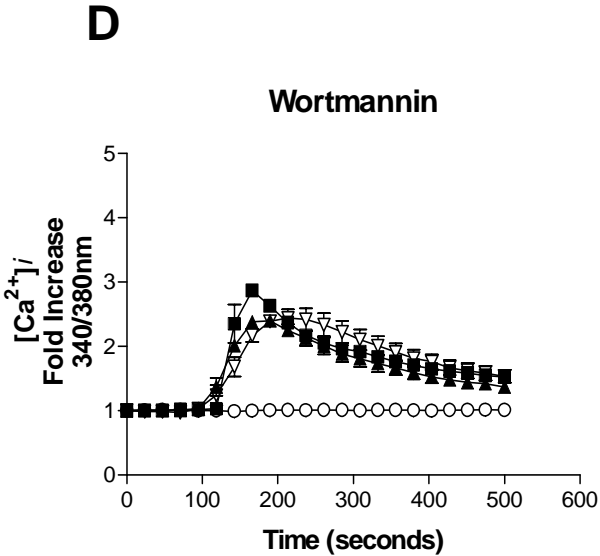 D
Wortmannin
[Ca2+]i
Fold Increase
340/380nm
5
4
3
2
1
0
0 100 200 300 400 500 600
Time (seconds)